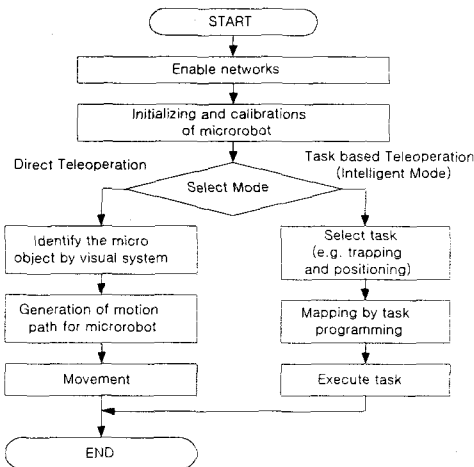 START
Enable networks
Initializing and calibrations
of microrobot
Direct Teleoperation
Task based Teleoperation
(Intelligent Mode)
Select Mode
Identify the micro
object by visual system
Generation of motion
path for microrobot
Movement
Select task
(e.g. trapping
and positioning)
Mapping by task
programming
Execute task
END